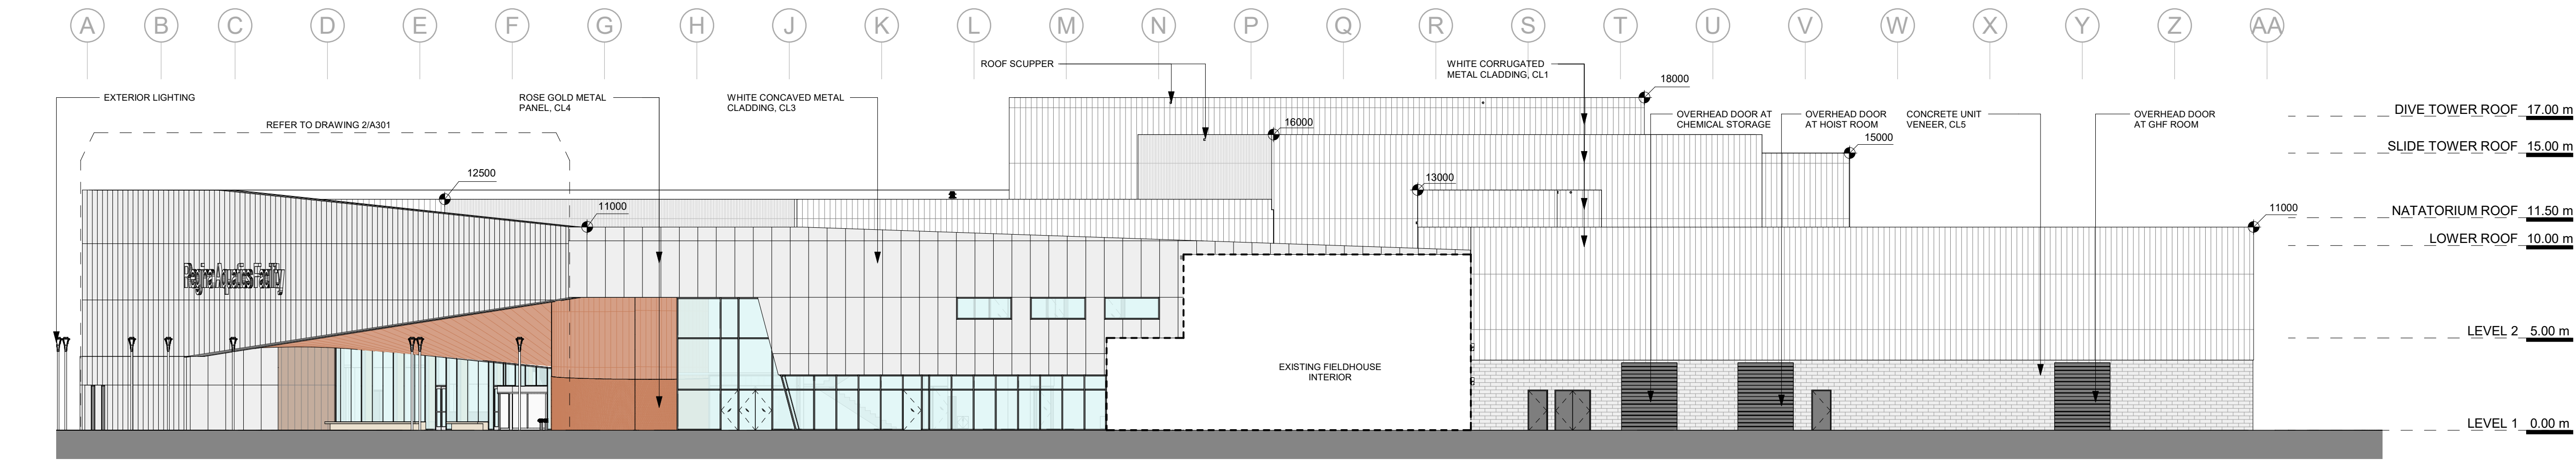 A B C D E F G H J K L M N P Q R S T U V W X Y Z AA
ROOF SCUPPER
WHITE CORRUGATED
METAL CLADDING, CL1
18000
EXTERIOR LIGHTING
ROSE GOLD METAL
PANEL, CL4
WHITE CONCAVED METAL
CLADDING, CL3
OVERHEAD DOOR AT
CHEMICAL STORAGE
OVERHEAD DOOR
AT HOIST ROOM
CONCRETE UNIT
VENEER, CL5
OVERHEAD DOOR
AT GHF ROOM
DIVE TOWER ROOF 17.00 m
REFER TO DRAWING 2/A301
16000
15000
SLIDE TOWER ROOF 15.00 m
12500
13000
11000
11000
NATATORIUM ROOF 11.50 m
LOWER ROOF 10.00 m
Regina Aquatics Facility
LEVEL 2 5.00 m
EXISTING FIELDHOUSE
INTERIOR
LEVEL 1 0.00 m